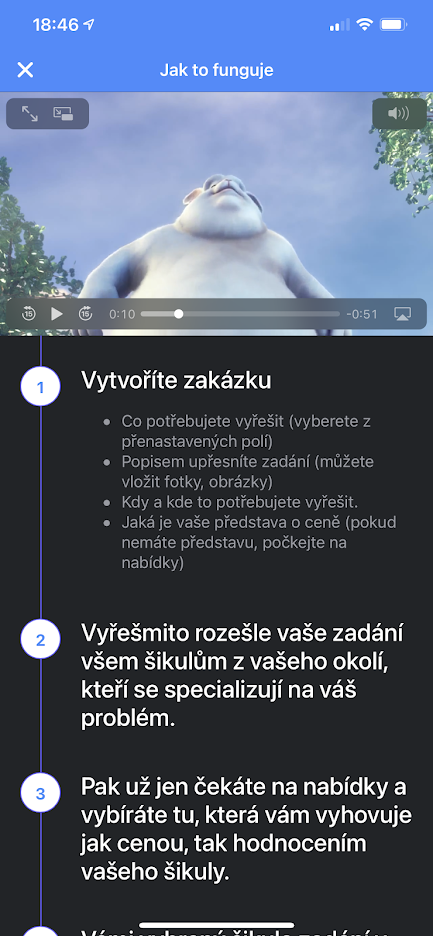 18:46
Jak to funguje
15
15
0:10
-0:51
1
Vytvoříte zakázku
• Co potřebujete vyřešit (vyberete z
přenastavených polí)
• Popisem upřesníte zadání (můžete
vložit fotky, obrázky)
• Kdy a kde to potřebujete vyřešit.
• Jaká je vaše představa o ceně (pokud
nemáte představu, počkejte na
nabídky)
2
Vyřešmito rozešle vaše zadání
všem šikulům z vašeho okolí,
kteří se specializují na váš
problém.
3
Pak už jen čekáte na nabídky a
vybíráte tu, která vám vyhovuje
jak cenou, tak hodnocením
vašeho šikuly.